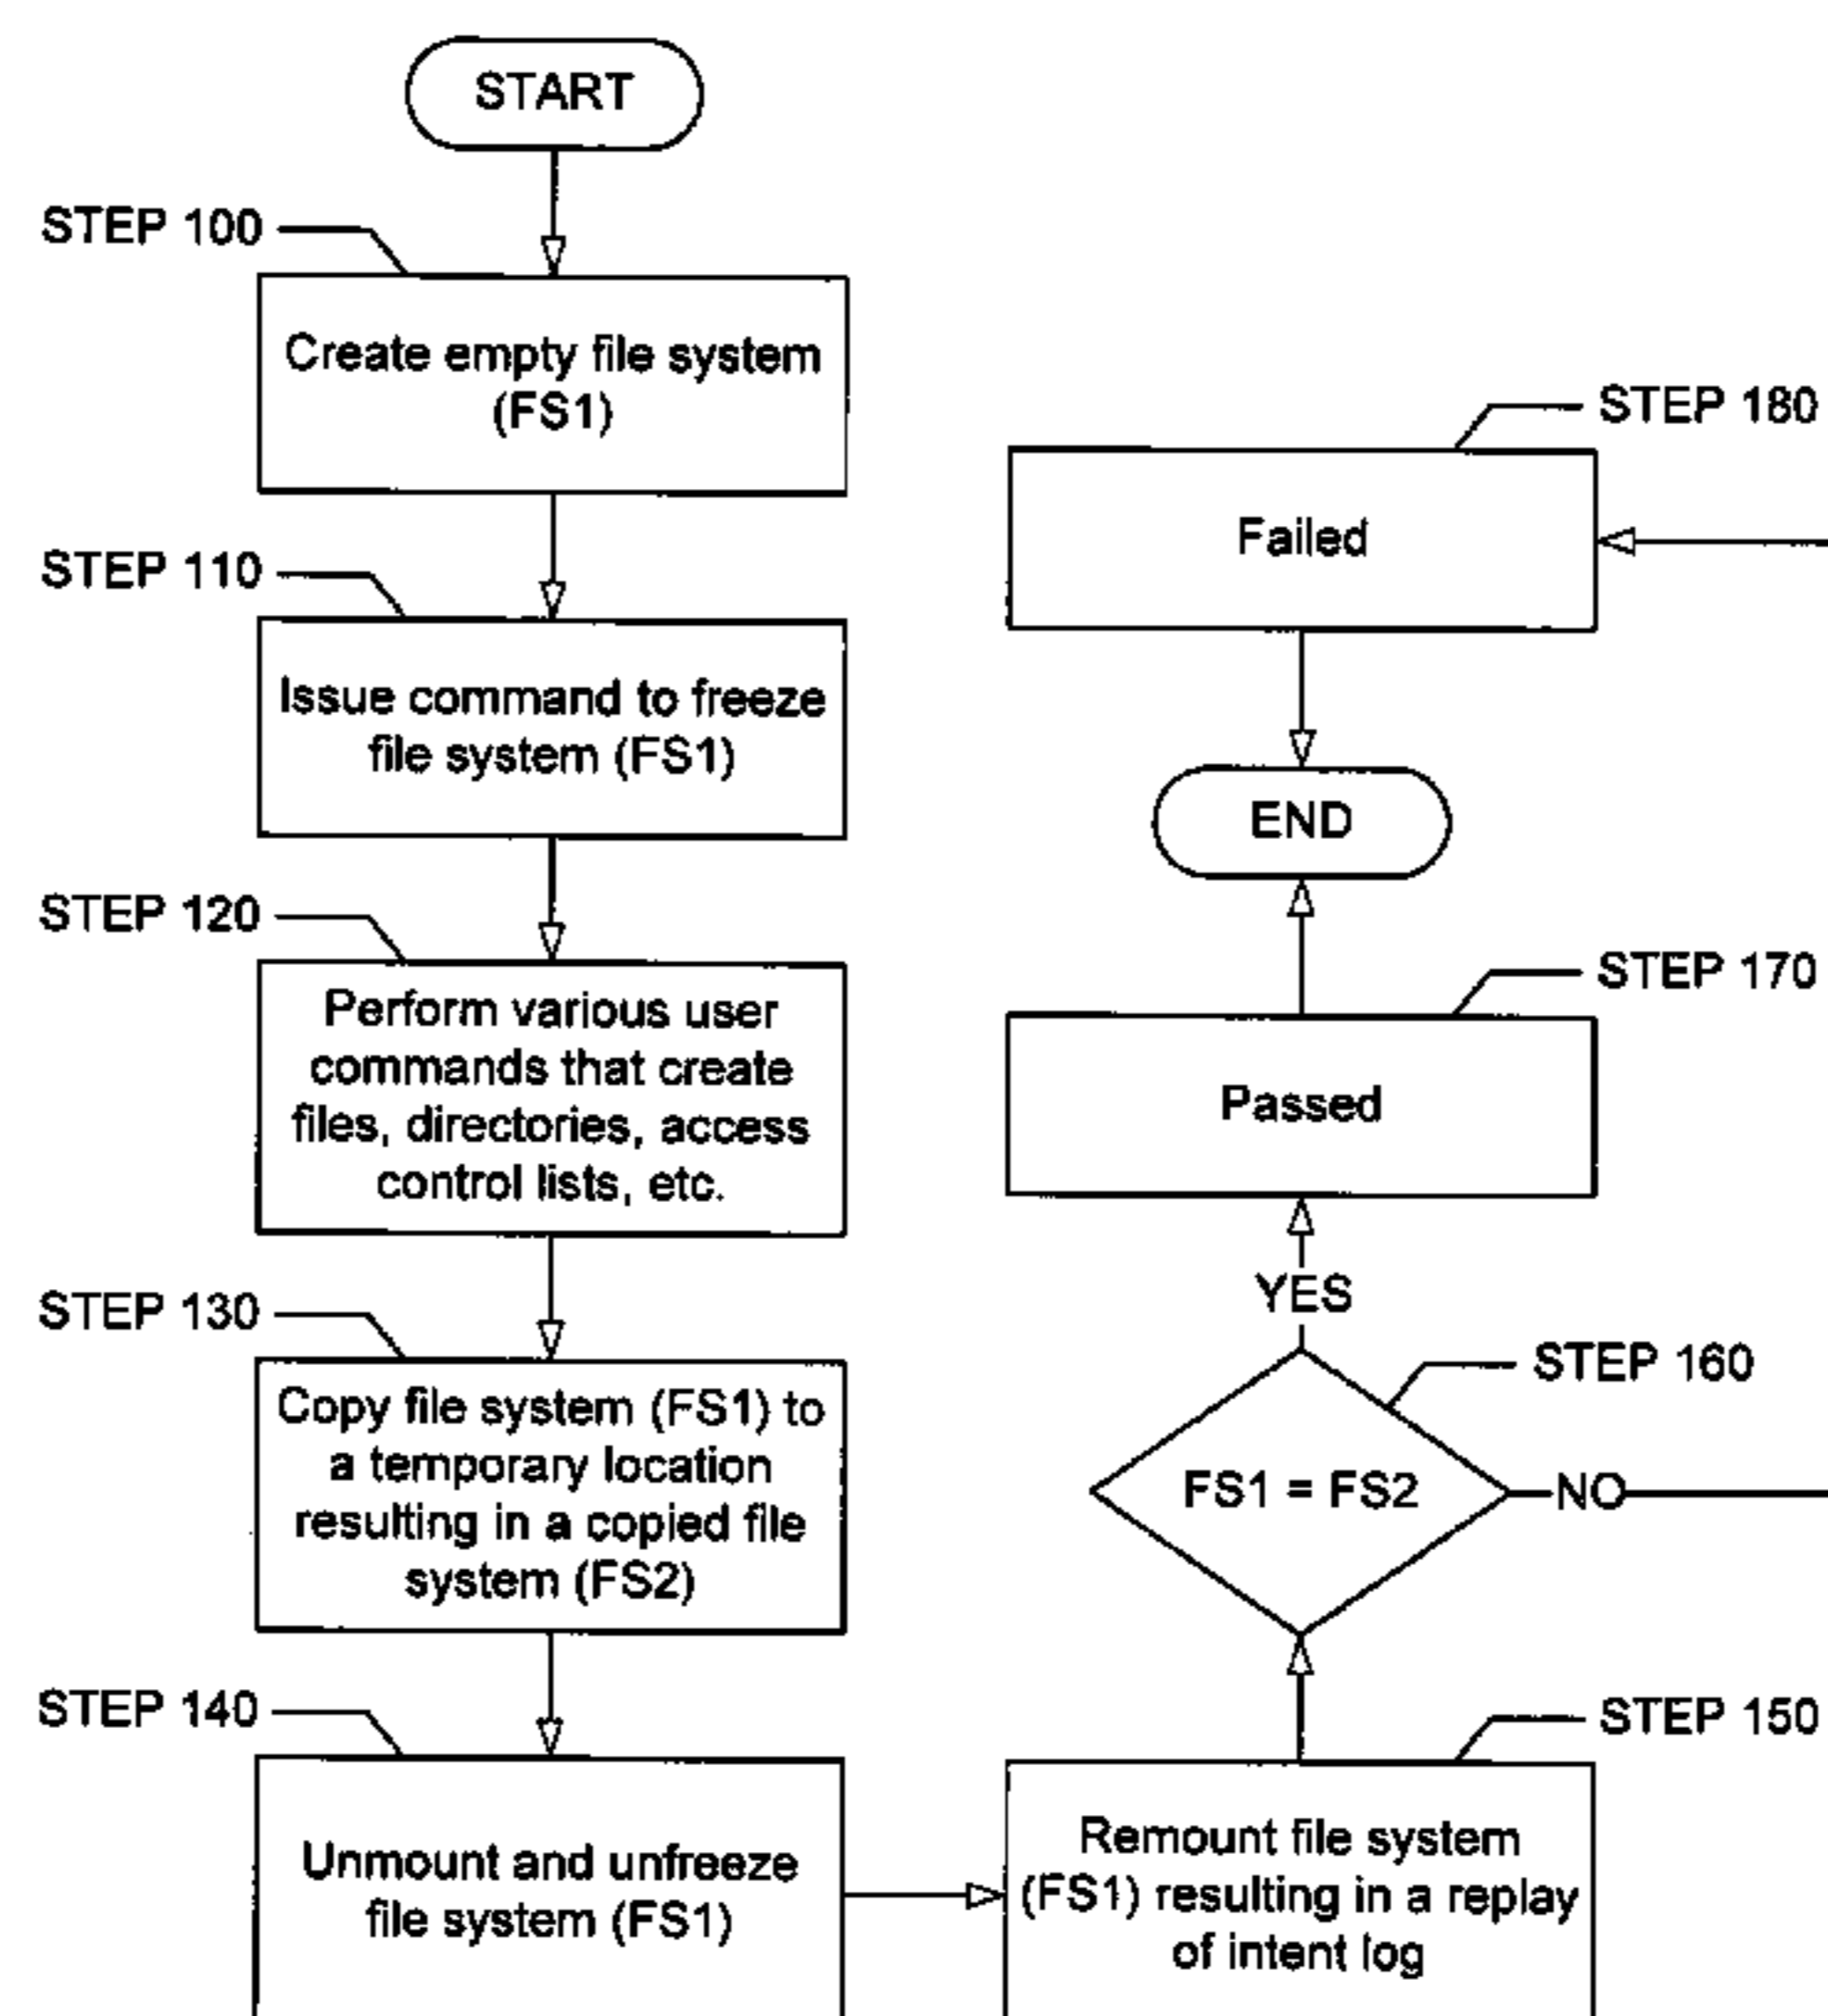 START
STEP 100
Create empty file system
(FS1)
STEP 110
Issue command to freeze
file system (FS1)
STEP 120
Perform various user
commands that create
files, directories, access
control lists, etc.
STEP 130
Copy file system (FS1) to
a temporary location
resulting in a copied file
system (FS2)
STEP 140
Unmount and unfreeze
file system (FS1)
STEP 150
Remount file system
(FS1) resulting in a replay
of intent log
STEP 160
FS1 = FS2
NO
YES
STEP 170
Passed
END
STEP 180
Failed